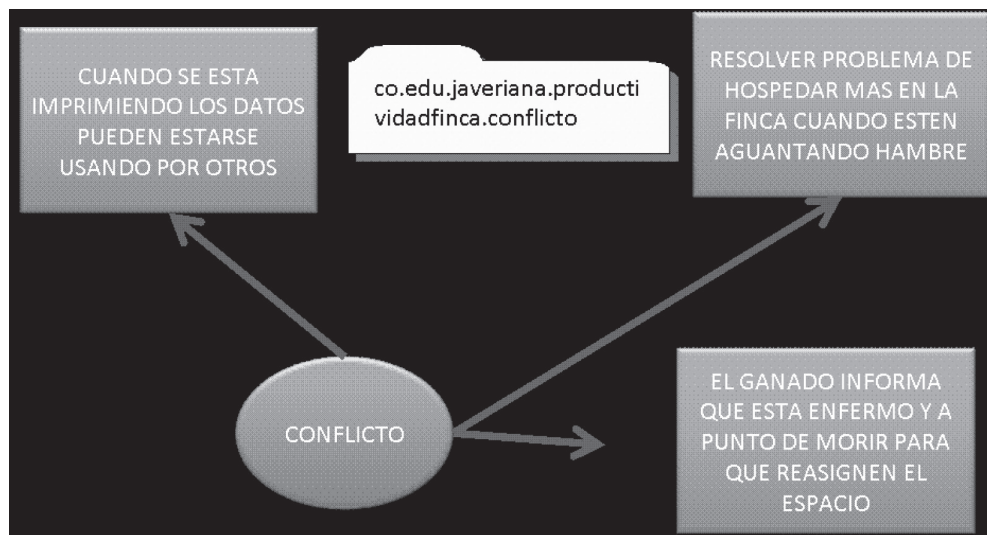 CUANDO SE ESTA
IMPRIMIENDO LOS DATOS
PUEDEN ESTARSE
USANDO POR OTROS
co.edu.javeriana.producti
vidadfinca.conflicto
RESOLVER PROBLEMA DE
HOSPEDAR MAS EN LA
FINCA CUANDO ESTEN
AGUANTANDO HAMBRE
CONFLICTO
EL GANADO INFORMA
QUE ESTA ENFERMO Y A
PUNTO DE MORIR PARA
QUE REASIGNEN EL
ESPACIO